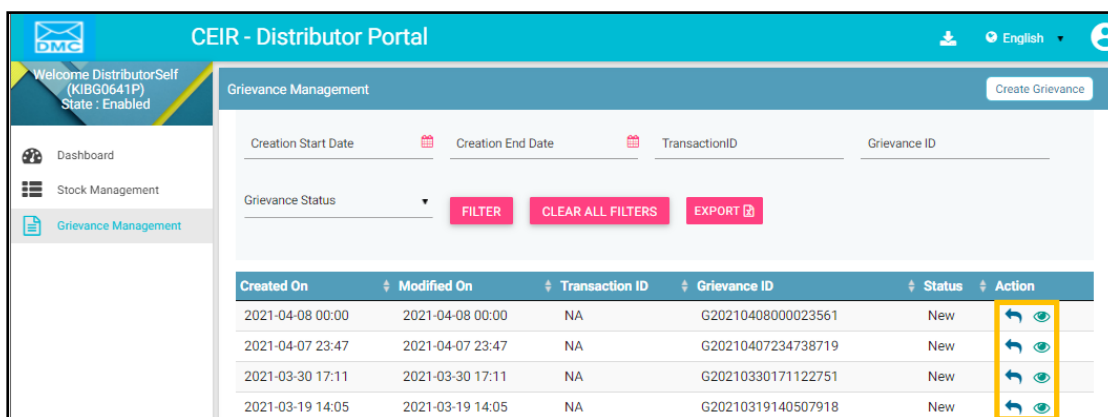 DMC
CEIR - Distributor Portal
English
Welcome DistributorSelf
(KIBG0641P)
State : Enabled
Dashboard
Stock Management
Grievance Management
Grievance Management
Create Grievance
Creation Start Date Creation End Date TransactionID Grievance ID
Grievance Status FILTER CLEAR ALL FILTERS EXPORT
Created On Modified On Transaction ID Grievance ID Status Action
2021-04-08 00:00 2021-04-08 00:00 NA G20210408000023561 New
2021-04-07 23:47 2021-04-07 23:47 NA G20210407234738719 New
2021-03-30 17:11 2021-03-30 17:11 NA G20210330171122751 New
2021-03-19 14:05 2021-03-19 14:05 NA G20210319140507918 New